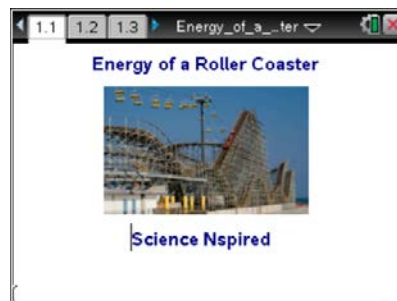 1.1 1.2 1.3 Energy_of_a_...ter
Energy of a Roller Coaster
Science Nspired